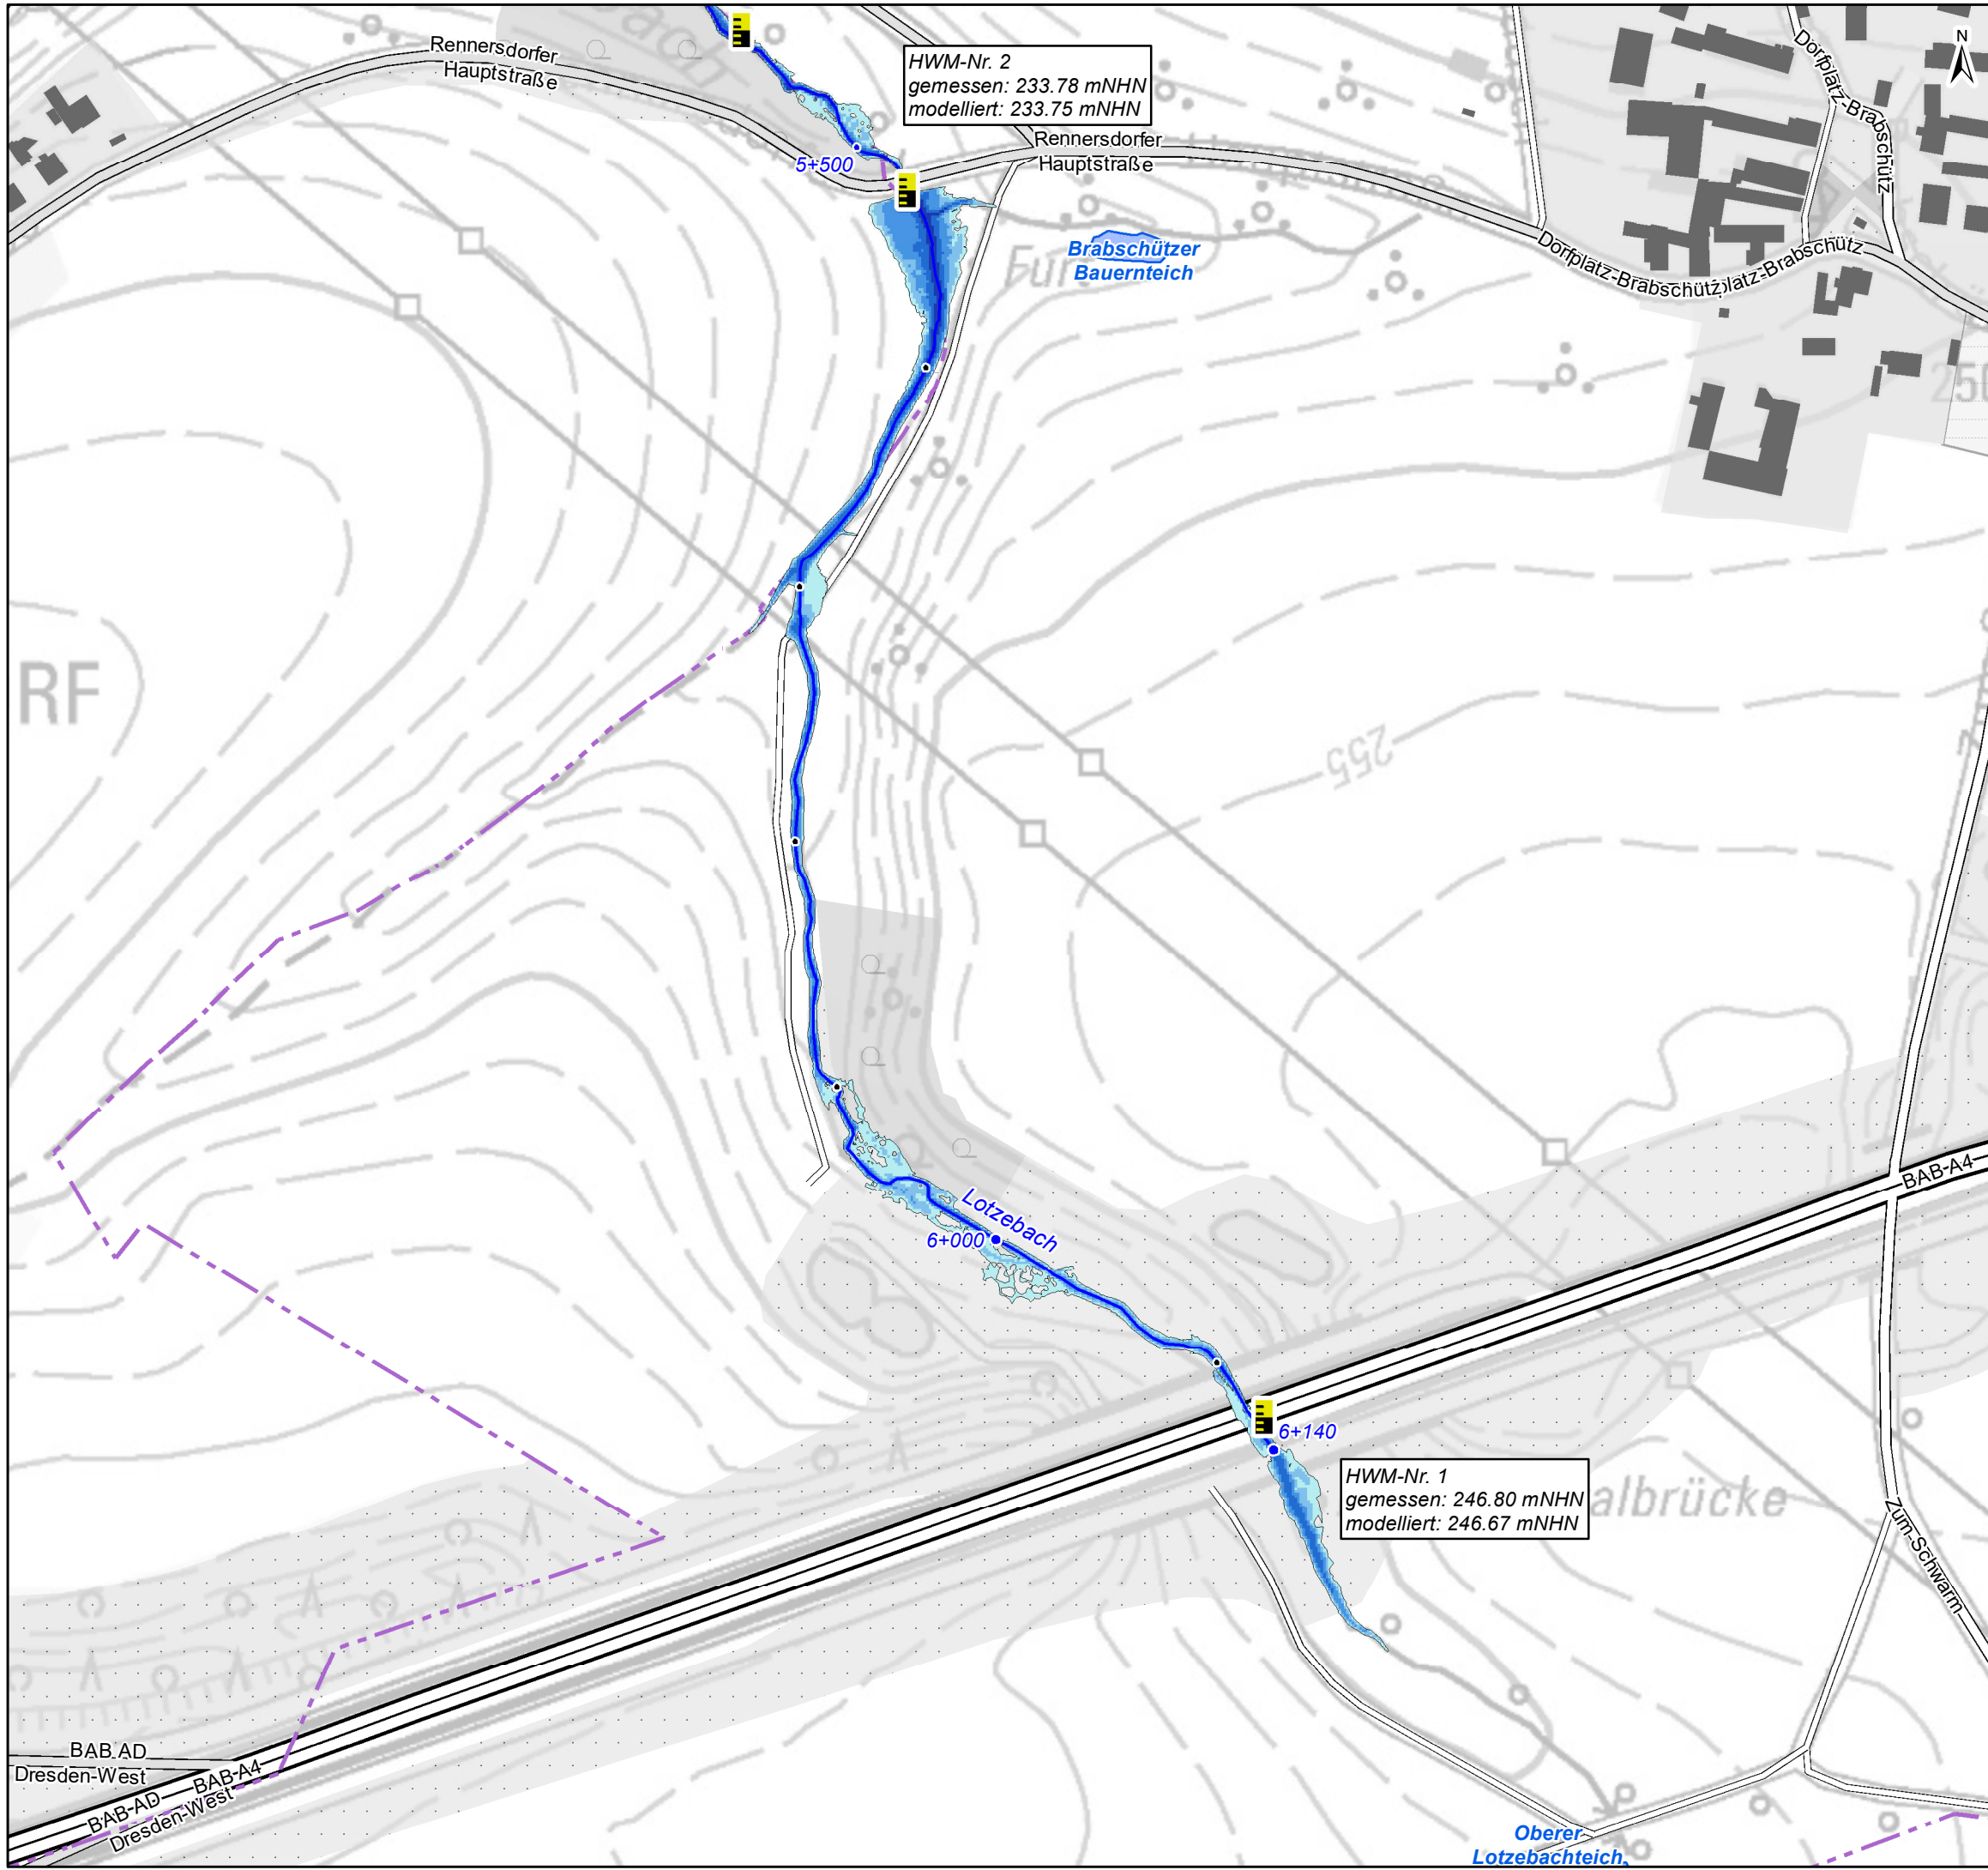 Rennersdorfer
Hauptstraße
HWM-Nr. 2
gemessen: 233.78 mNHN
modelliert: 233.75 mNHN
N
Dorfplatz-Brabschütz
5+500
Rennersdorfer
Hauptstraße
Brabschützer
Bauernteich
Dorfplatz-Brabschütz
platz-Brabschütz
250
RF
255
Lotzebach
6+000
BAB-A4
6+140
HWM-Nr. 1
gemessen: 246.80 mNHN
modelliert: 246.67 mNHN
albrücke
Zum-Schwarm
BAB AD
Dresden-West
BAB-A4
BAB-AD
Dresden-West
Oberer
Lotzebachteich